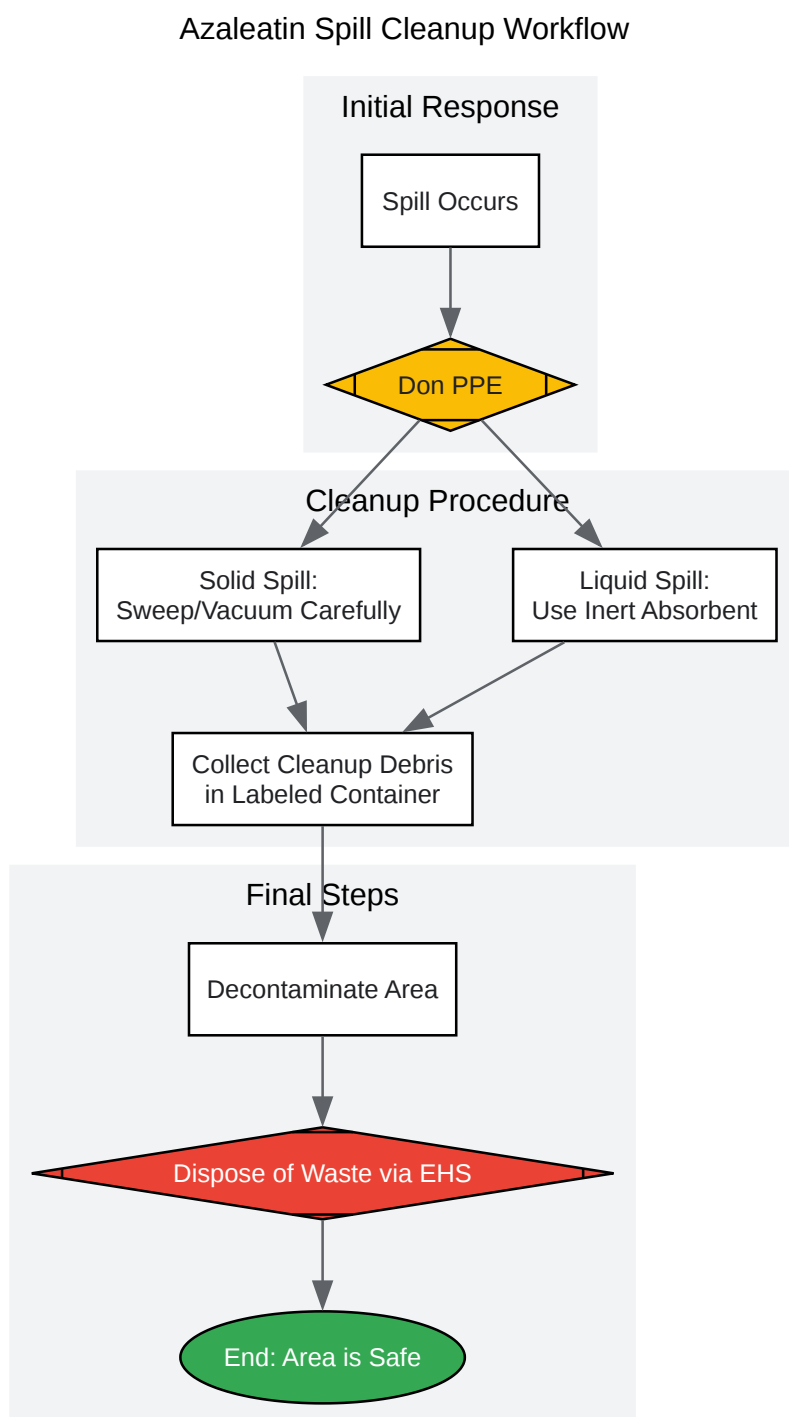 Azaleatin Spill Cleanup Workflow
Initial Response
Spill Occurs
Don PPE
Cleanup Procedure
Solid Spill:
Sweep/Vacuum Carefully
Liquid Spill:
Use Inert Absorbent
Collect Cleanup Debris
in Labeled Container
Final Steps
Decontaminate Area
Dispose of Waste via EHS
End: Area is Safe